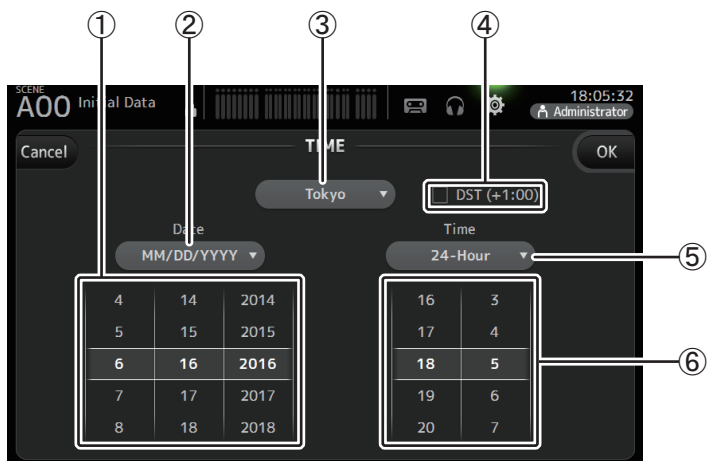 ① ② ③ ④
SCENE
A00 Initial Data 18:05:32
Administrator
Cancel TIME OK
Tokyo ▼ DST (+1:00)
Date Time
MM/DD/YYYY ▼ 24-Hour ▼ ⑤
4 14 2014 16 3
5 15 2015 17 4
6 16 2016 18 5 ⑥
7 17 2017 19 6
8 18 2018 20 7